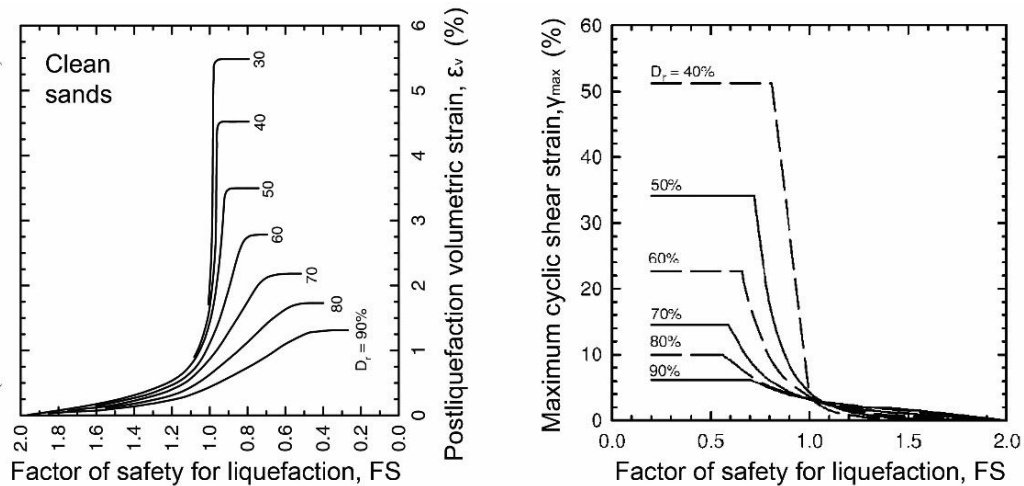 Clean
sands
30
40
50
60
70
80
Dr = 90%
6
5
4
3
2
1
0
Postliquefaction volumetric strain, εv (%)
2.0 1.8 1.6 1.4 1.2 1.0 0.8 0.6 0.4 0.2 0.0
Factor of safety for liquefaction, FS
Maximum cyclic shear strain,γmax (%)
60
50
40
30
20
10
0
Dr = 40%
50%
60%
70%
80%
90%
0.0 0.5 1.0 1.5 2.0
Factor of safety for liquefaction, FS